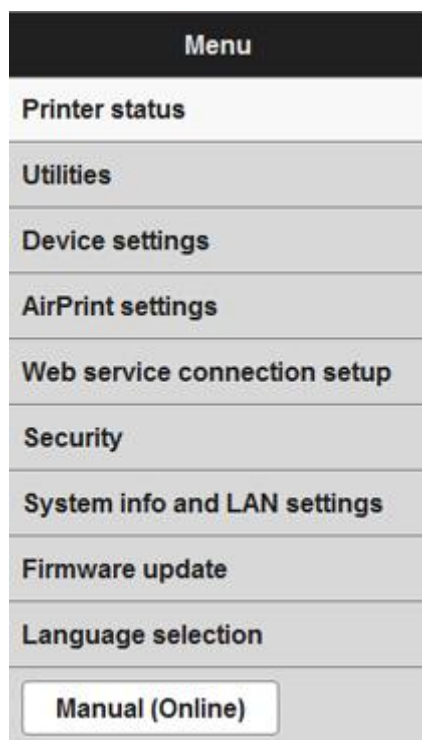 Menu
Printer status
Utilities
Device settings
AirPrint settings
Web service connection setup
Security
System info and LAN settings
Firmware update
Language selection
Manual (Online)